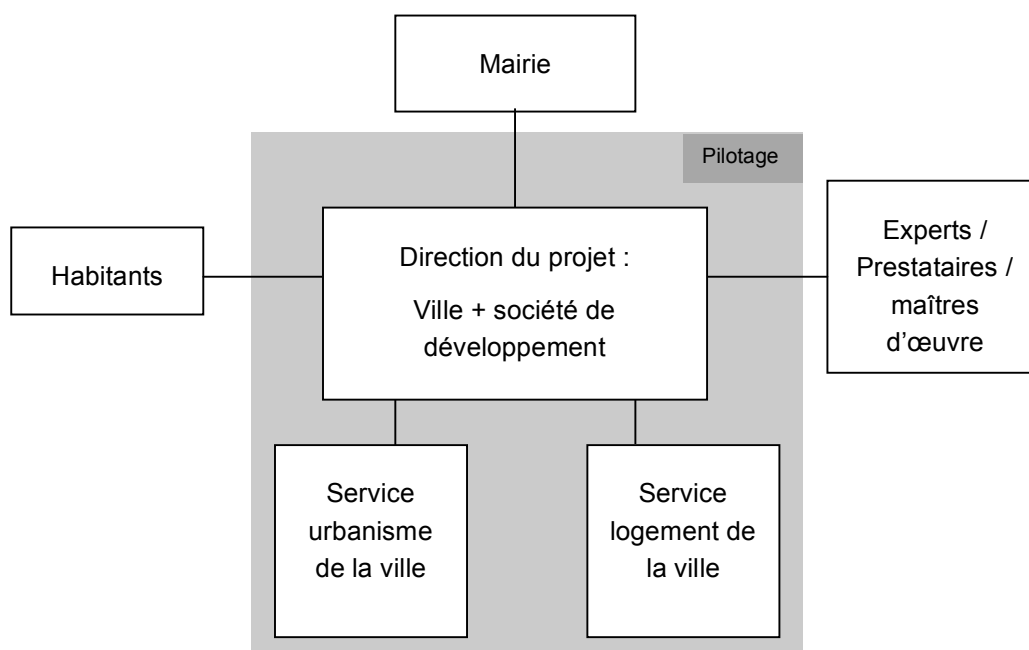 Mairie
Pilotage
Habitants
Direction du projet :
Ville + société de
développement
Experts /
Prestataires /
maîtres
d’œuvre
Service
urbanisme
de la ville
Service
logement de
la ville